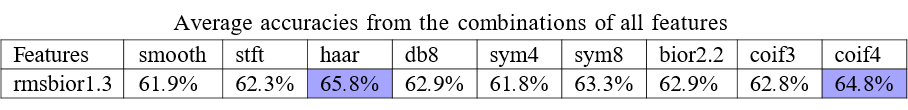 Average accuracies from the combinations of all features
Features smooth stft haar db8 sym4 sym8 bior2.2 coif3 coif4
rmsbior1.3 61.9% 62.3% 65.8% 62.9% 61.8% 63.3% 62.9% 62.8% 64.8%